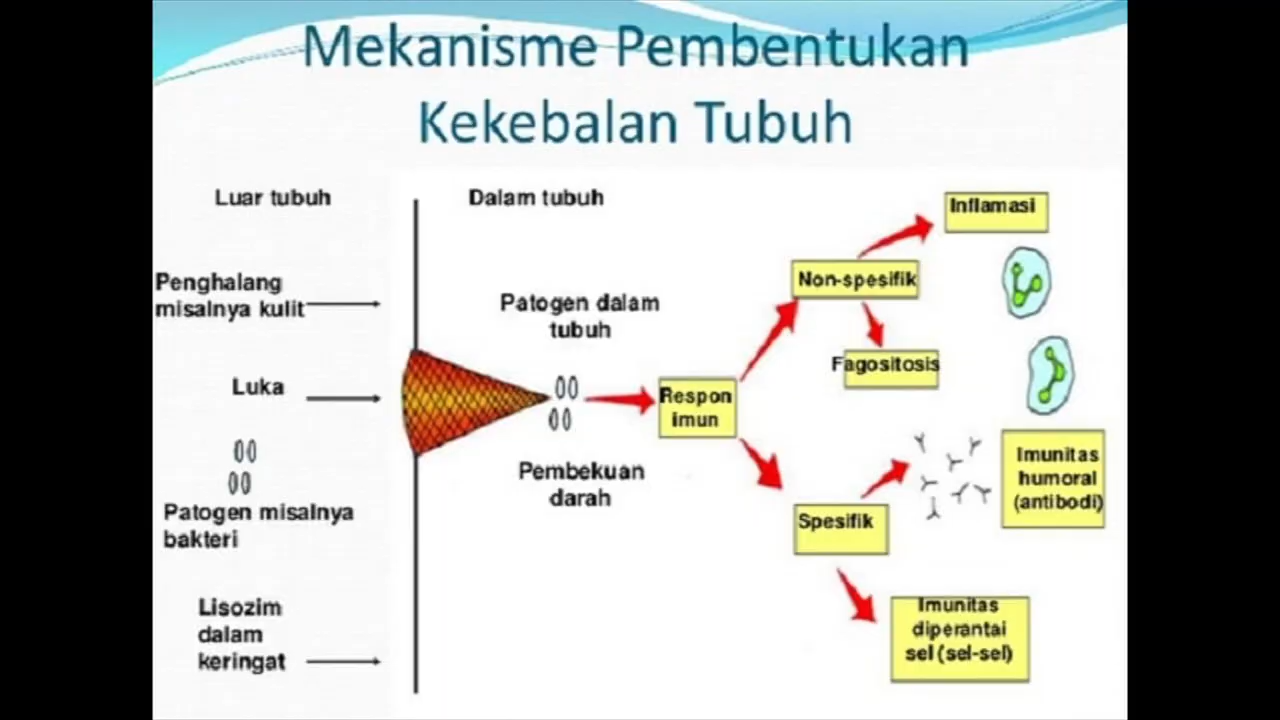 Mekanisme Pembentukan
Kekebalan Tubuh
Luar tubuh
Dalam tubuh
Penghalang
misalnya kulit
Luka
Patogen misalnya
bakteri
Lisozim
dalam
keringat
Patogen dalam
tubuh
Pembekuan
darah
Respon
imun
Non-spesifik
Inflamasi
Fagositosis
Spesifik
Imunitas
humoral
(antibodi)
Imunitas
diperantai
sel (sel-sel)